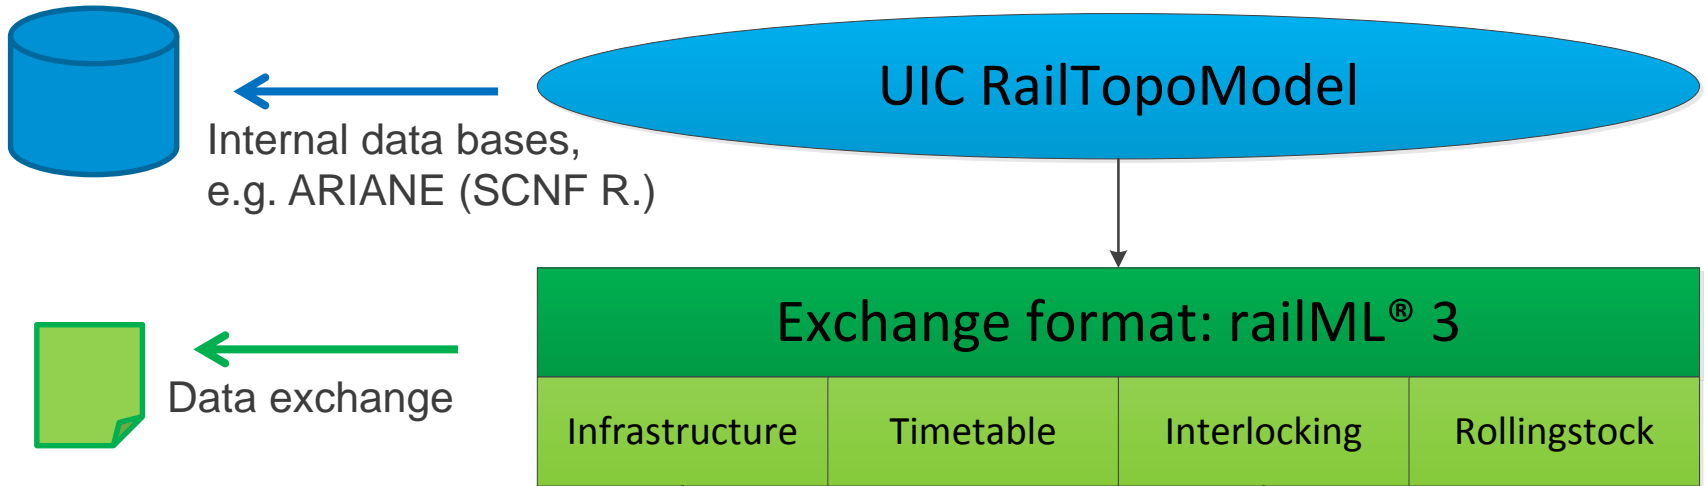 UIC RailTopoModel
Internal data bases,
e.g. ARIANE (SCNF R.)
Exchange format: railML® 3
Data exchange
Infrastructure
Timetable
Interlocking
Rollingstock